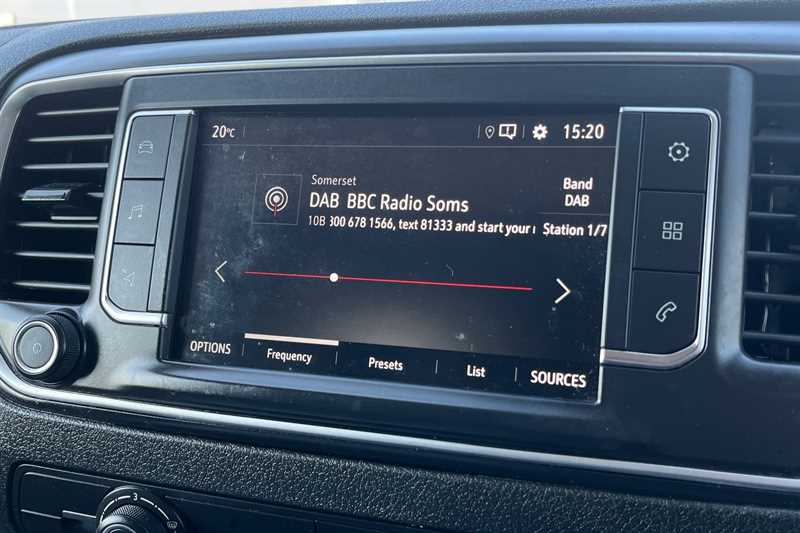 20°C
15:20
Somerset
DAB BBC Radio Soms
10B 300 678 1566, text 81333 and start your
Band
DAB
Station 1/7
OPTIONS
Frequency
Presets
List
SOURCES
3